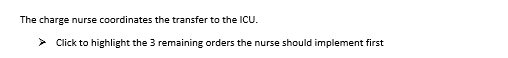 The charge nurse coordinates the transfer to the ICU.
➤ Click to highlight the 3 remaining orders the nurse should implement first